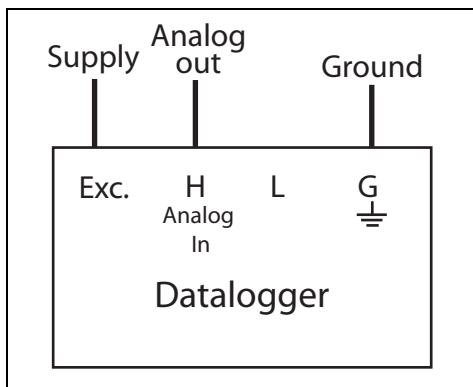 Supply
Analog
out
Ground
Exc.
H
Analog
In
L
G
Datalogger